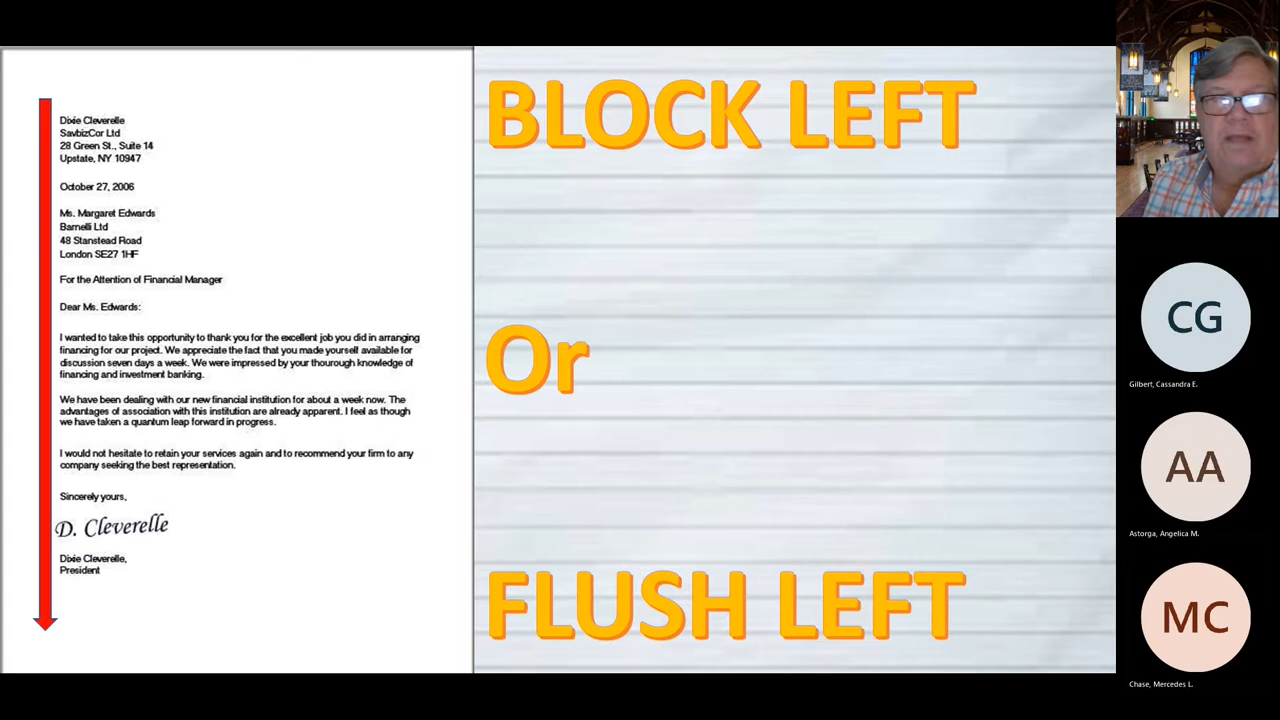 Dixie Cleverelle
SavbizCor Ltd
28 Green St., Suite 14
Upstate, NY 10947
October 27, 2006
Ms. Margaret Edwards
Barnelli Ltd
48 Stanstead Road
London SE27 1HF
For the Attention of Financial Manager
Dear Ms. Edwards:
I wanted to take this opportunity to thank you for the excellent job you did in arranging
financing for our project. We appreciate the fact that you made yourself available for
discussion seven days a week. We were impressed by your thourough knowledge of
financing and investment banking.
We have been dealing with our new financial institution for about a week now. The
advantages of association with this institution are already apparent. I feel as though
we have taken a quantum leap forward in progress.
I would not hesitate to retain your services again and to recommend your firm to any
company seeking the best representation.
Sincerely yours,
D. Cleverelle
Dixie Cleverelle,
President
BLOCK LEFT
Or
FLUSH LEFT
CG
Gilbert, Cassandra E.
AA
Astorga, Angelica M.
MC
Chase, Mercedes L.